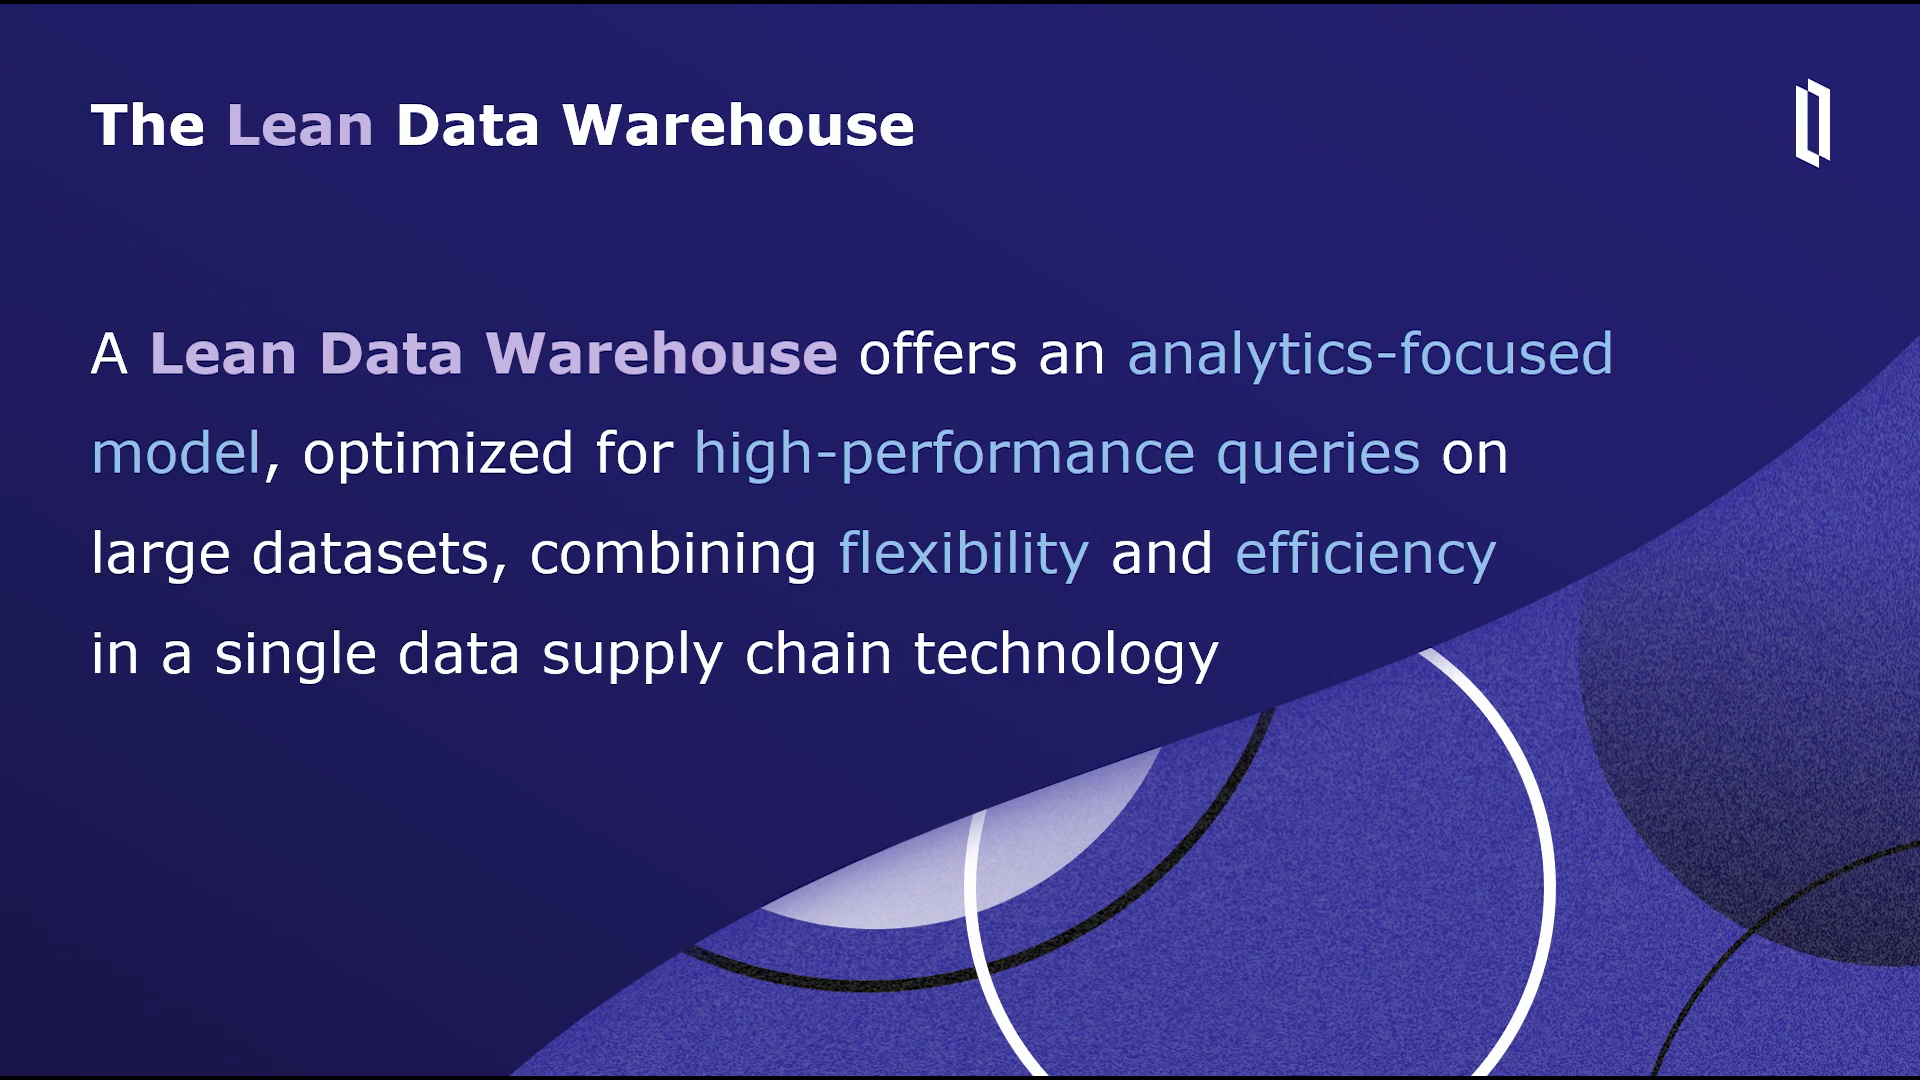 The Lean Data Warehouse
A Lean Data Warehouse offers an analytics-focused
model, optimized for high-performance queries on
large datasets, combining flexibility and efficiency
in a single data supply chain technology